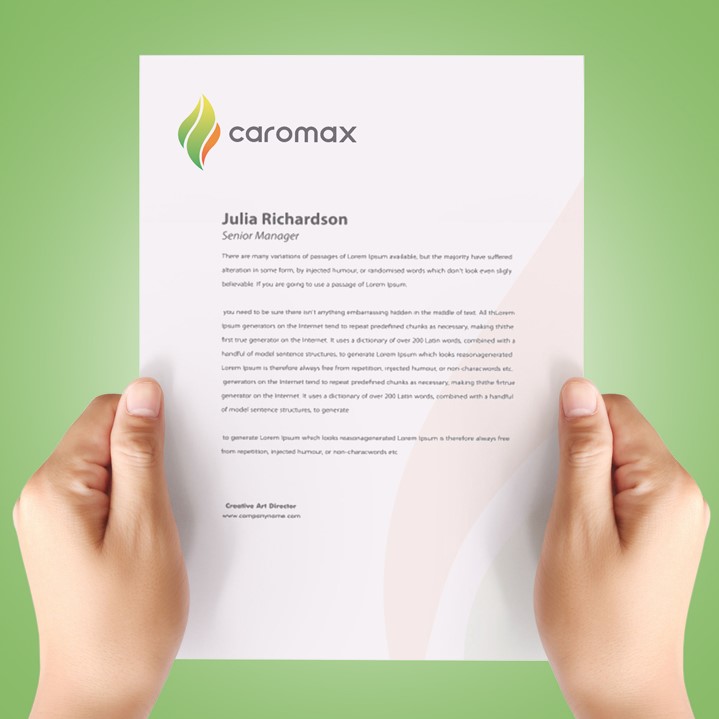 caromax
Julia Richardson
Senior Manager
There are many variations of passages of Lorem Ipsum available, but the majority have suffered
alteration in some form, by injected humour, or randomised words which don't look even sligly
believable. If you are going to use a passage of Lorem Ipsum.
you need to be sure there isn't anything embarrassing hidden in the middle of text. All thLorem
Ipsum generators on the Internet tend to repeat predefined chunks as necessary, making thithe
first true generator on the Internet. It uses a dictionary of over 200 Latin words, combined with a
handful of model sentence structures, to generate Lorem Ipsum which looks reasonagenerated
Lorem Ipsum is therefore always free from repetition, injected humour, or non-characwords etc.
generators on the Internet tend to repeat predefined chunks as necessary, making thithe firtrue
generator on the Internet. It uses a dictionary of over 200 Latin words, combined with a handful
of model sentence structures, to generate
to generate Lorem Ipsum which looks reasonagenerated Lorem Ipsum is therefore always free
from repetition, injected humour, or non-characwords etc
Creative Art Director
www.companyname.com